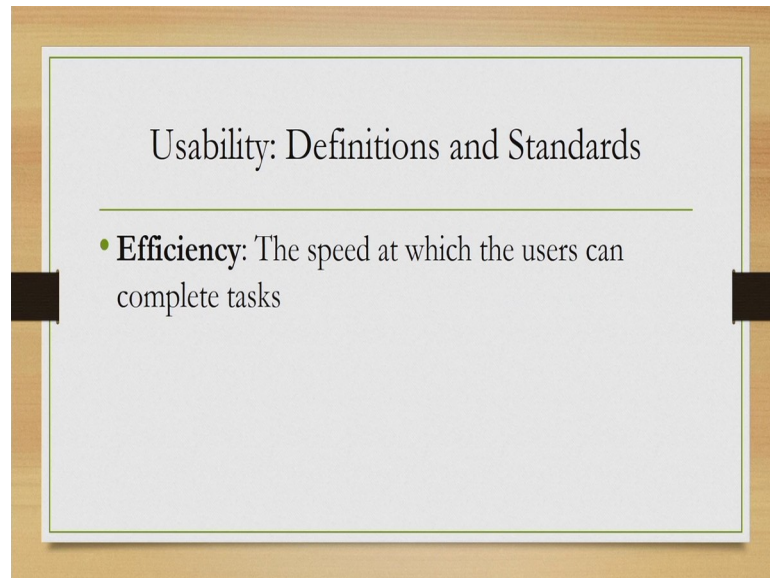 Usability: Definitions and Standards
• Efficiency: The speed at which the users can
complete tasks